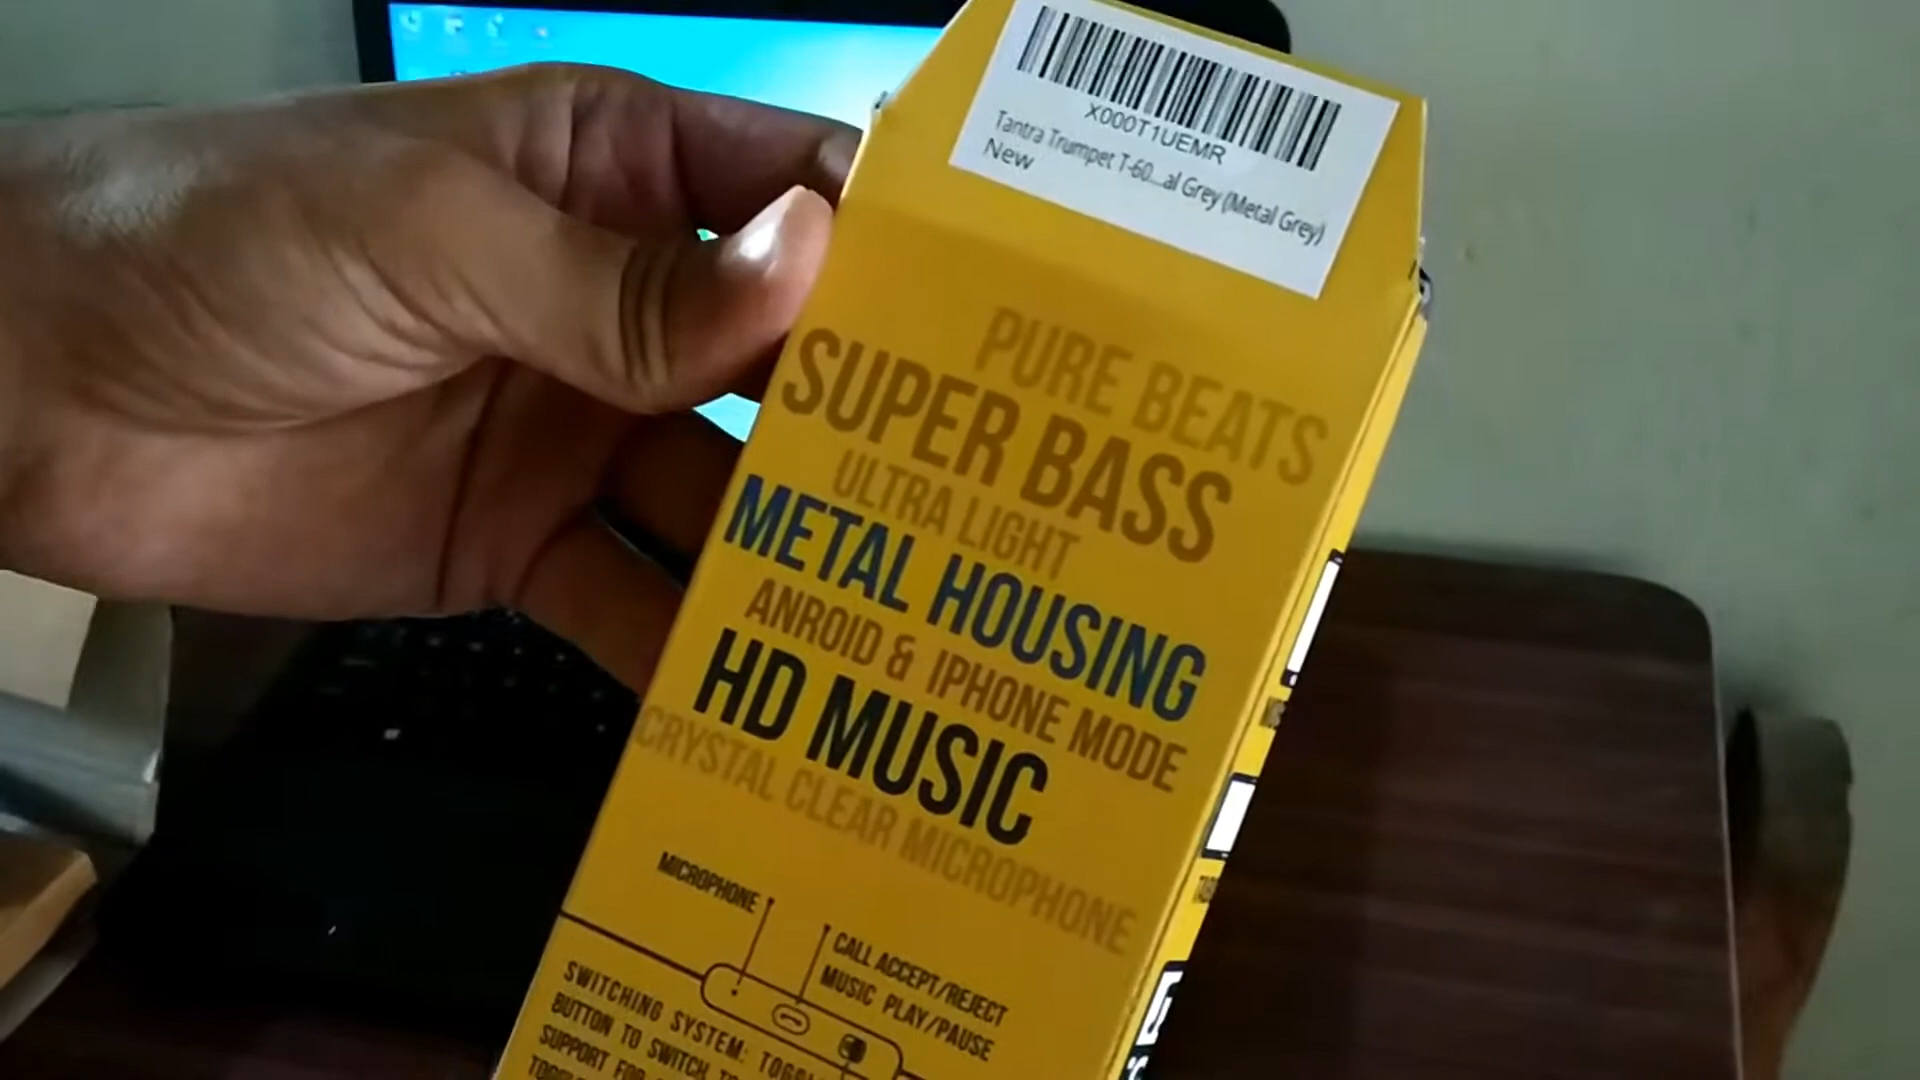 X000T1UEMR
Tantra Trumpet T-60...al Grey (Metal Grey)
New
PURE BEATS
SUPER BASS
ULTRA LIGHT
METAL HOUSING
ANROID & IPHONE MODE
HD MUSIC
CRYSTAL CLEAR MICROPHONE
MICROPHONE
CALL ACCEPT/REJECT
MUSIC PLAY/PAUSE
SWITCHING SYSTEM:
BUTTON TO SWITCH
SUPPORT FOR